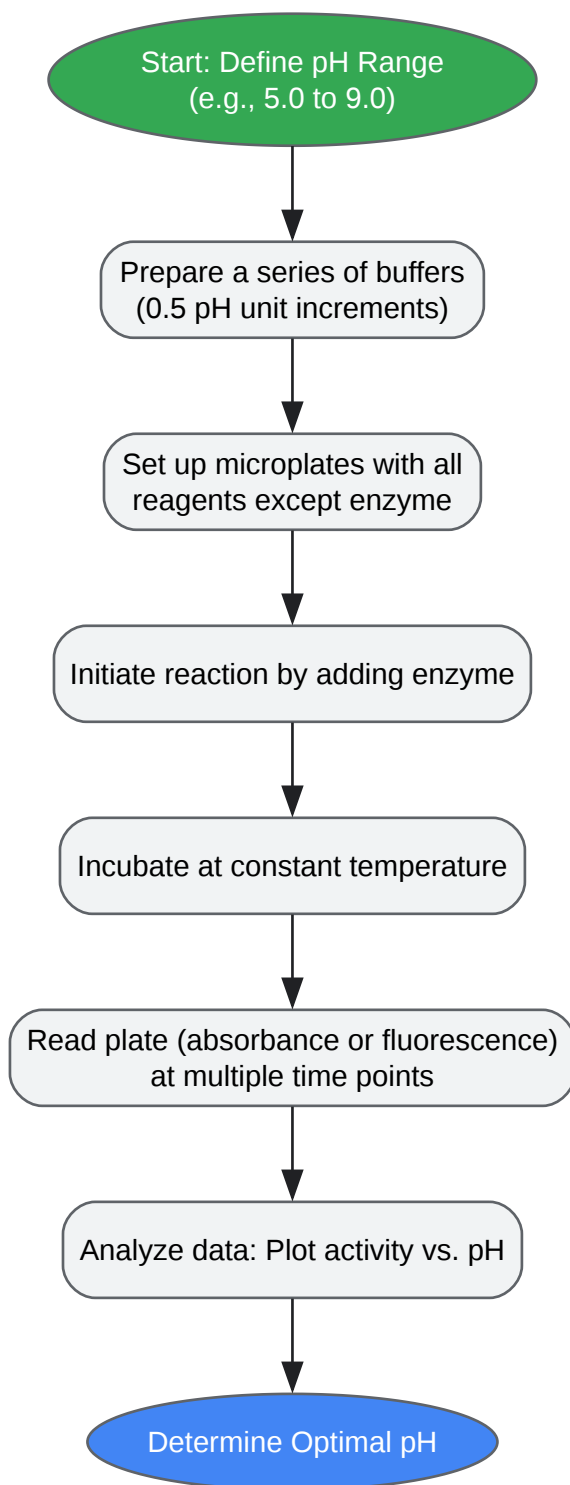 Start: Define pH Range
(e.g., 5.0 to 9.0)
Prepare a series of buffers
(0.5 pH unit increments)
Set up microplates with all
reagents except enzyme
Initiate reaction by adding enzyme
Incubate at constant temperature
Read plate (absorbance or fluorescence)
at multiple time points
Analyze data: Plot activity vs. pH
Determine Optimal pH